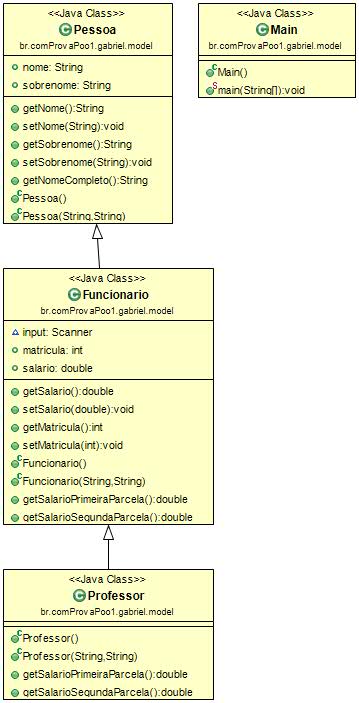 <<Java Class>>
Pessoa
br.comProvaPoo1.gabriel.model
nome: String
sobrenome: String
getNome():String
setNome(String):void
getSobrenome():String
setSobrenome(String):void
getNomeCompleto():String
Pessoa()
Pessoa(String,String)
<<Java Class>>
Main
br.comProvaPoo1.gabriel.model
Main()
main(String[]):void
<<Java Class>>
Funcionario
br.comProvaPoo1.gabriel.model
input: Scanner
matricula: int
salario: double
getSalario():double
setSalario(double):void
getMatricula():int
setMatricula(int):void
Funcionario()
Funcionario(String,String)
getSalarioPrimeiraParcela():double
getSalarioSegundaParcela():double
<<Java Class>>
Professor
br.comProvaPoo1.gabriel.model
Professor()
Professor(String,String)
getSalarioPrimeiraParcela():double
getSalarioSegundaParcela():double